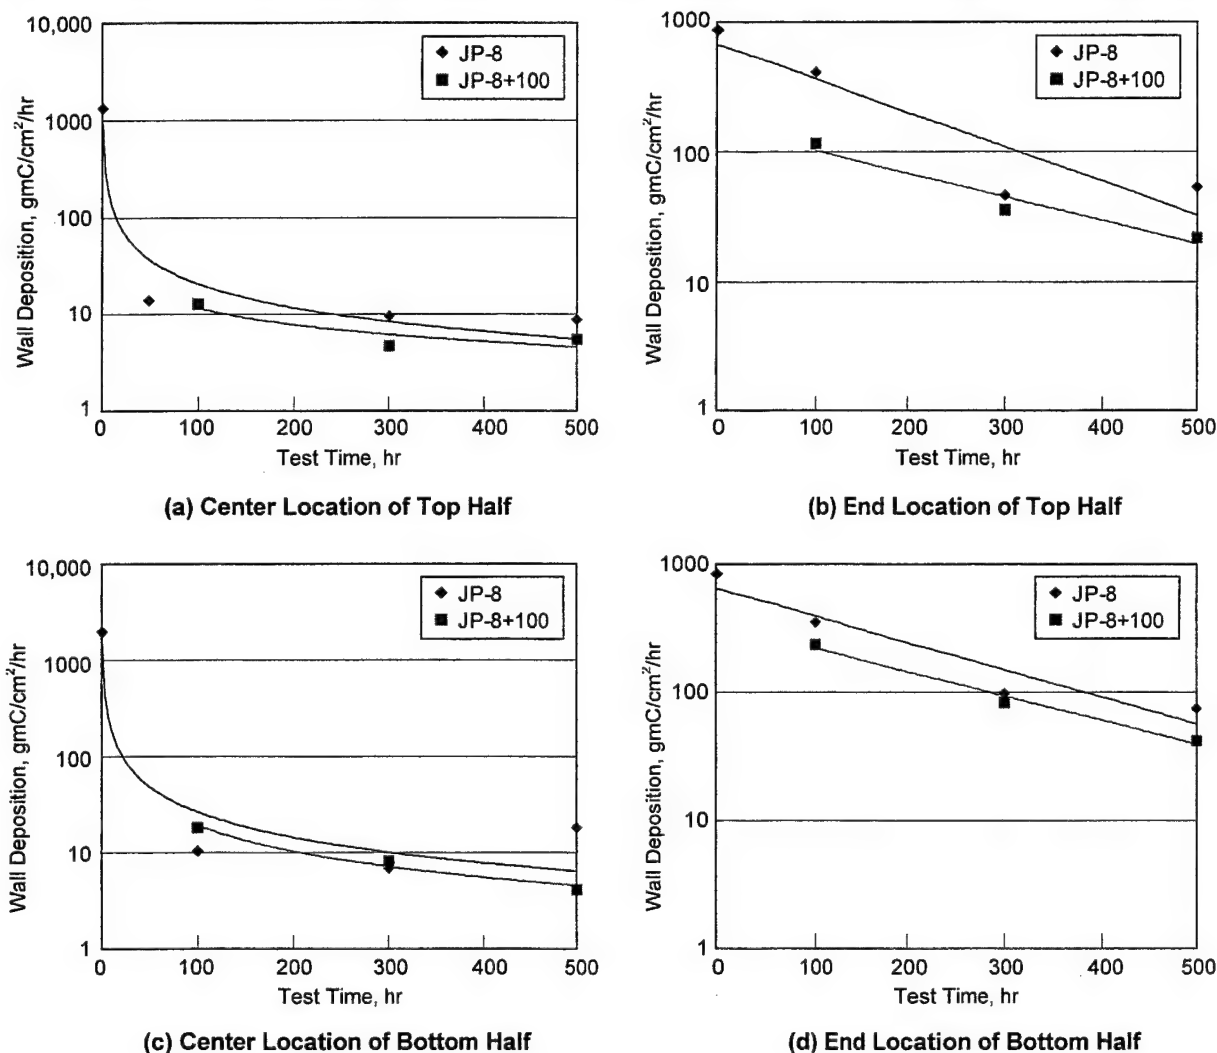 10,000
1000
100
10
1
Wall Deposition, gmC/cm²/hr
◆ JP-8
■ JP-8+100
0 100 200 300 400 500
Test Time, hr
(a) Center Location of Top Half
1000
100
10
1
Wall Deposition, gmC/cm²/hr
◆ JP-8
■ JP-8+100
0 100 200 300 400 500
Test Time, hr
(b) End Location of Top Half
10,000
1000
100
10
1
Wall Deposition, gmC/cm²/hr
◆ JP-8
■ JP-8+100
0 100 200 300 400 500
Test Time, hr
(c) Center Location of Bottom Half
1000
100
10
1
Wall Deposition, gmC/cm²/hr
◆ JP-8
■ JP-8+100
0 100 200 300 400 500
Test Time, hr
(d) End Location of Bottom Half